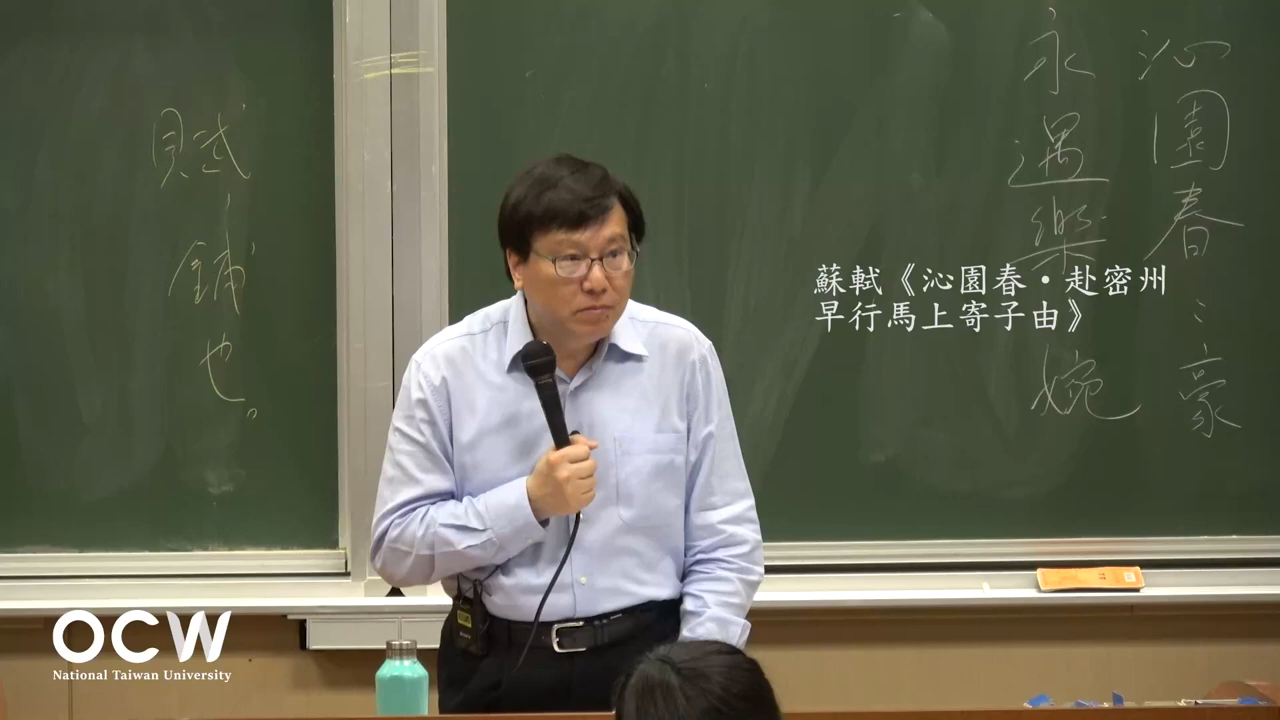 沁園春：豪
永遇樂：婉
蘇軾《沁園春・赴密州
早行馬上寄子由》
賦，鋪也。
OCW
National Taiwan University